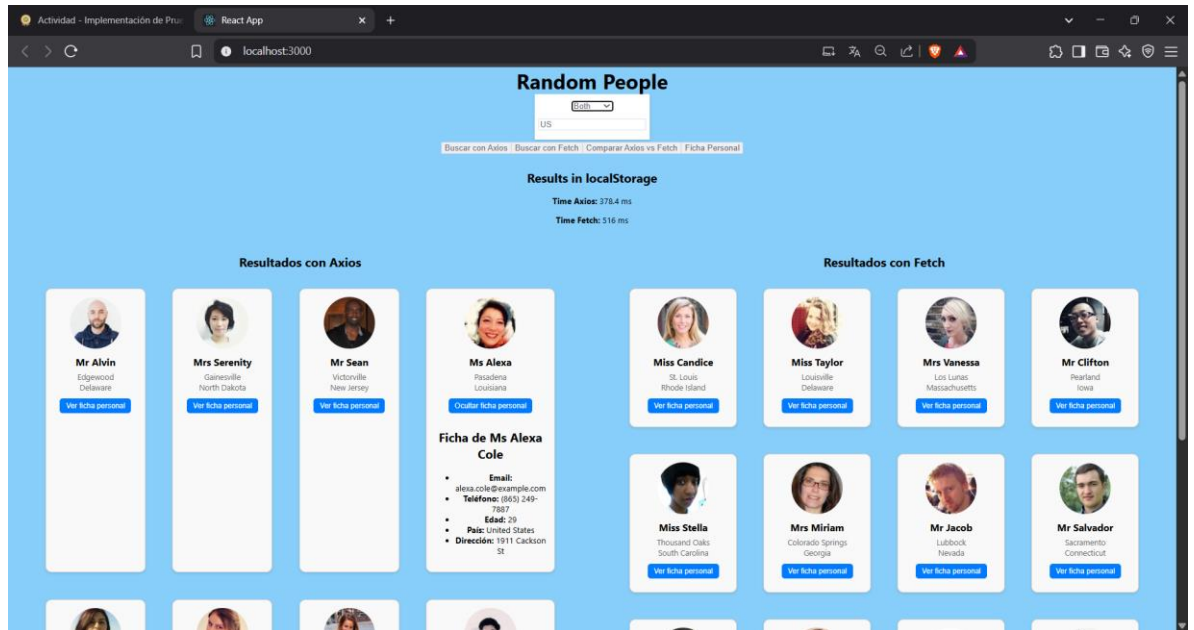 Actividad - Implementación de Prue
React App
localhost:3000
Random People
Both
US
Buscar con Axios
Buscar con Fetch
Comparar Axios vs Fetch
Ficha Personal
Results in localStorage
Time Axios: 378.4 ms
Time Fetch: 516 ms
Resultados con Axios
Mr Alvin
Edgewood
Delaware
Ver ficha personal
Mrs Serenity
Gainesville
North Dakota
Ver ficha personal
Mr Sean
Victorville
New Jersey
Ver ficha personal
Ms Alexa
Pasadena
Louisiana
Ocultar ficha personal
Ficha de Ms Alexa
Cole
Email:
alexa.cole@example.com
Teléfono: (865) 249-
7887
Edad: 29
País: United States
Dirección: 1911 Cackson
St
Resultados con Fetch
Miss Candice
St. Louis
Rhode Island
Ver ficha personal
Miss Taylor
Louisville
Delaware
Ver ficha personal
Mrs Vanessa
Los Lunas
Massachusetts
Ver ficha personal
Mr Clifton
Pearland
Iowa
Ver ficha personal
Miss Stella
Thousand Oaks
South Carolina
Ver ficha personal
Mrs Miriam
Colorado Springs
Georgia
Ver ficha personal
Mr Jacob
Lubbock
Nevada
Ver ficha personal
Mr Salvador
Sacramento
Connecticut
Ver ficha personal